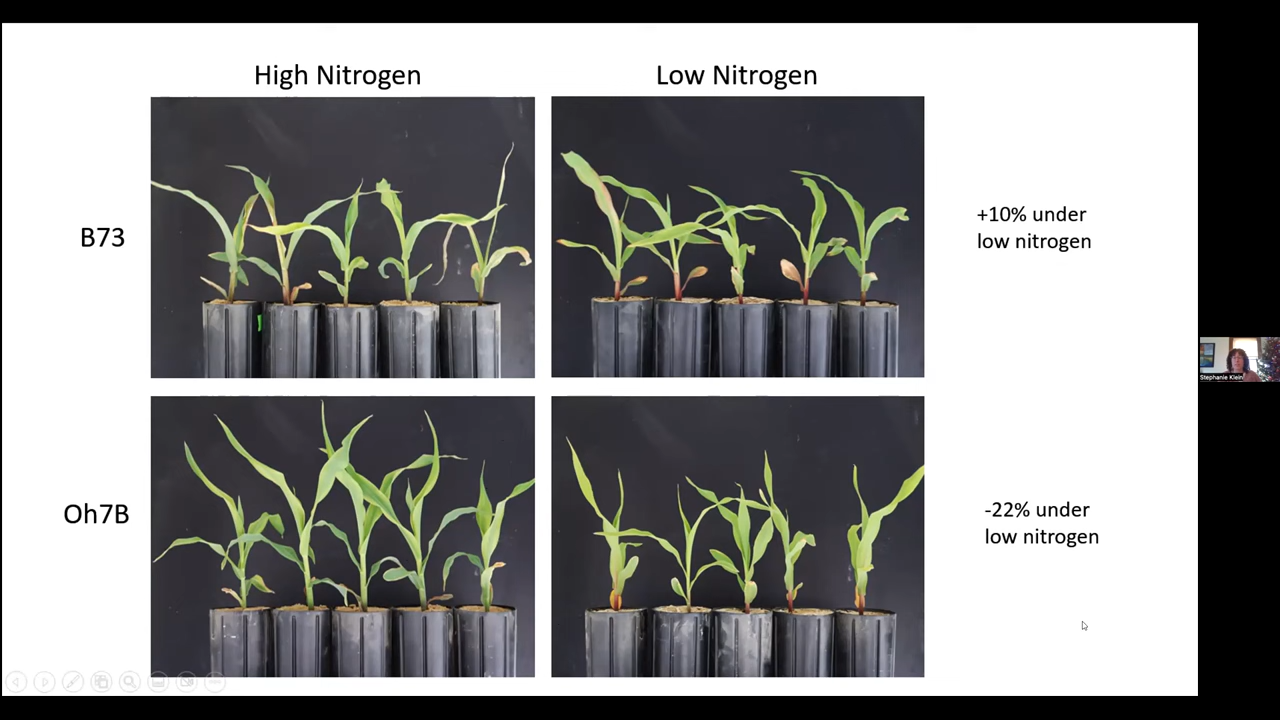 High Nitrogen
Low Nitrogen
B73
+10% under
low nitrogen
Oh7B
-22% under
low nitrogen
Stephanie Klein